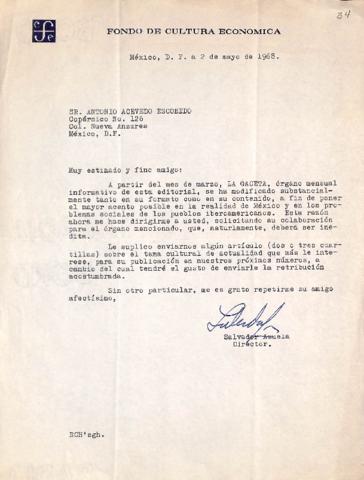 34
FONDO DE CULTURA ECONOMICA
México, D. F. a 2 de mayo de 1968.
SR. ANTONIO ACEVEDO ESCOBEDO
Copérnico No. 126
Col. Nueva Anzures
México, D.F.
Muy estimado y fino amigo:
A partir del mes de marzo, LA GACETA, órgano mensual
informativo de esta editorial, se ha modificado substancial-
mente tanto en su formato como en su contenido, a fin de poner
el mayor acento posible en la realidad de México y en los pro-
blemas sociales de los pueblos iberoamericanos. Esta razón
ahora me hace dirigirme a usted, solicitando su colaboración
para el órgano mencionado, que, naturalmente, deberá ser iné-
dita.
Le suplico enviarnos algún artículo (dos o tres cuar-
tillas) sobre el tema cultural de actualidad que más le inte-
rese, para su publicación en nuestros próximos números, a
cambio del cual tendré el gusto de enviarle la retribución
acostumbrada.
Sin otro particular, me es grato repetirme su amigo
afectísimo,
Salvador Azuela
Director.
RCH'sgh.